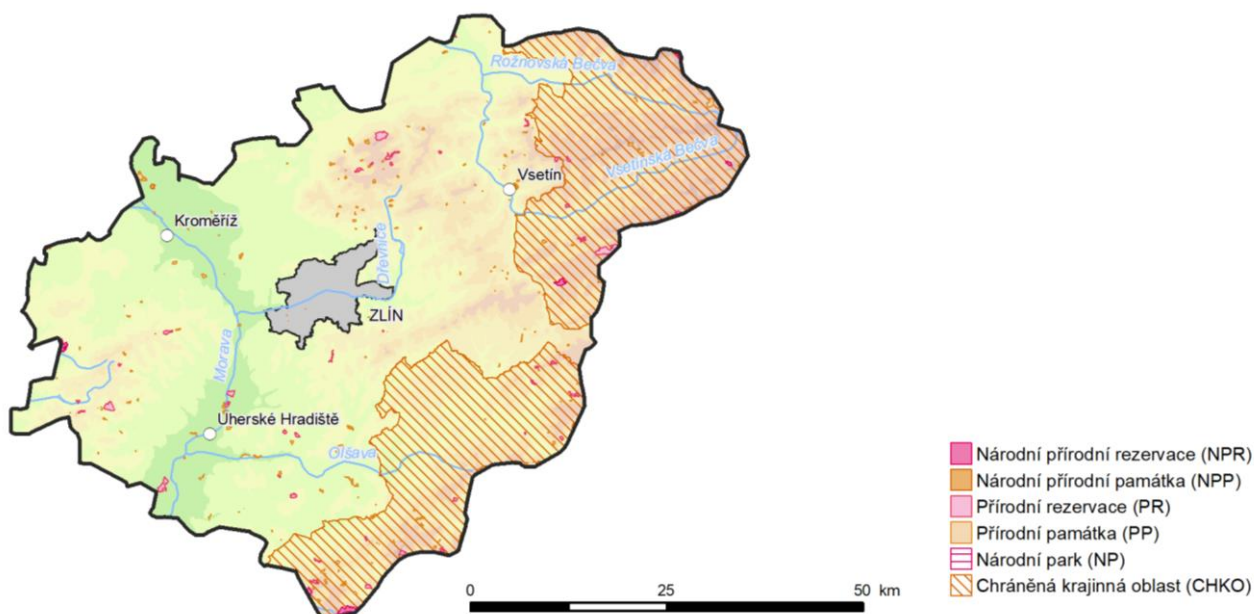 Rožnovská Bečva
Vsetínská Bečva
Vsetín
Kroměříž
Dřevnice
ZLÍN
Morava
Uherské Hradiště
Olšava
Národní přírodní rezervace (NPR)
Národní přírodní památka (NPP)
Přírodní rezervace (PR)
Přírodní památka (PP)
Národní park (NP)
Chráněná krajinná oblast (CHKO)
0 25 50 km